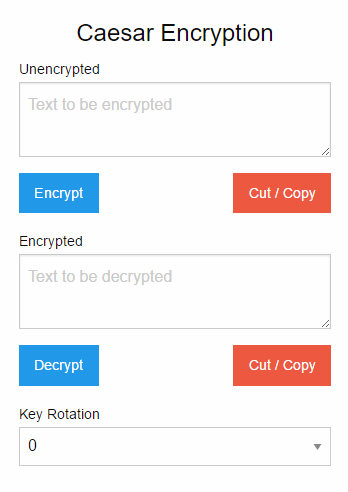 Caesar Encryption
Unencrypted
Text to be encrypted
Encrypt Cut / Copy
Encrypted
Text to be decrypted
Decrypt Cut / Copy
Key Rotation
0